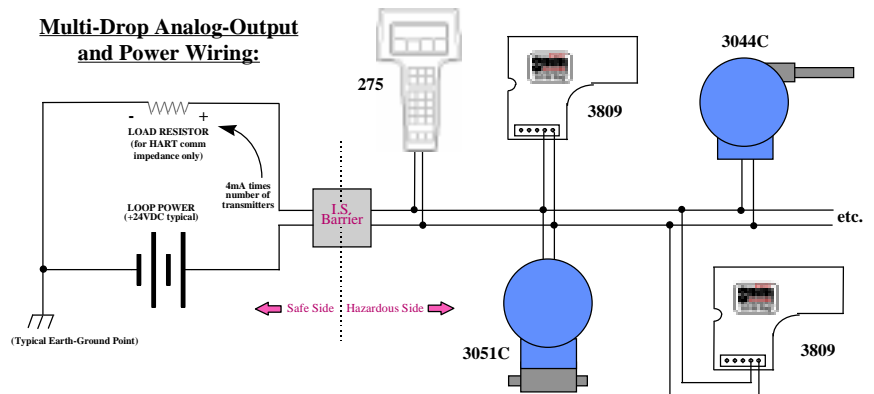 Multi-Drop Analog-Output
and Power Wiring:
275
3809
3044C
- +
LOAD RESISTOR
(for HART comm
impedance only)
4mA times
number of
transmitters
LOOP POWER
(+24VDC typical)
I.S.
Barrier
etc.
Safe Side
Hazardous Side
(Typical Earth-Ground Point)
3051C
3809